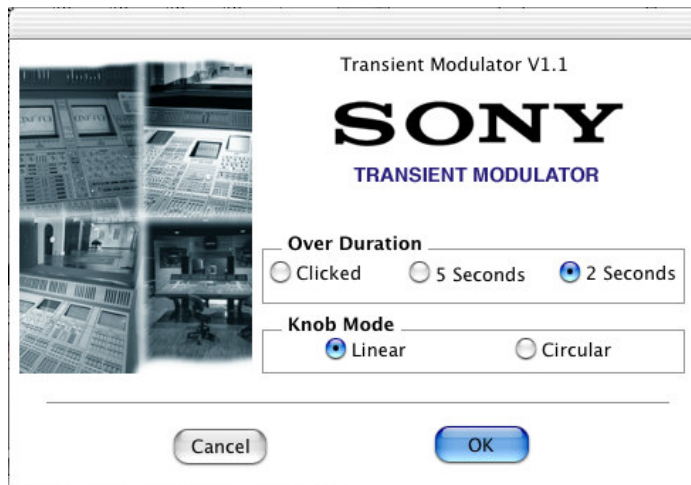 Transient Modulator V1.1
SONY
TRANSIENT MODULATOR
Over Duration
Clicked 5 Seconds 2 Seconds
Knob Mode
Linear Circular
Cancel OK